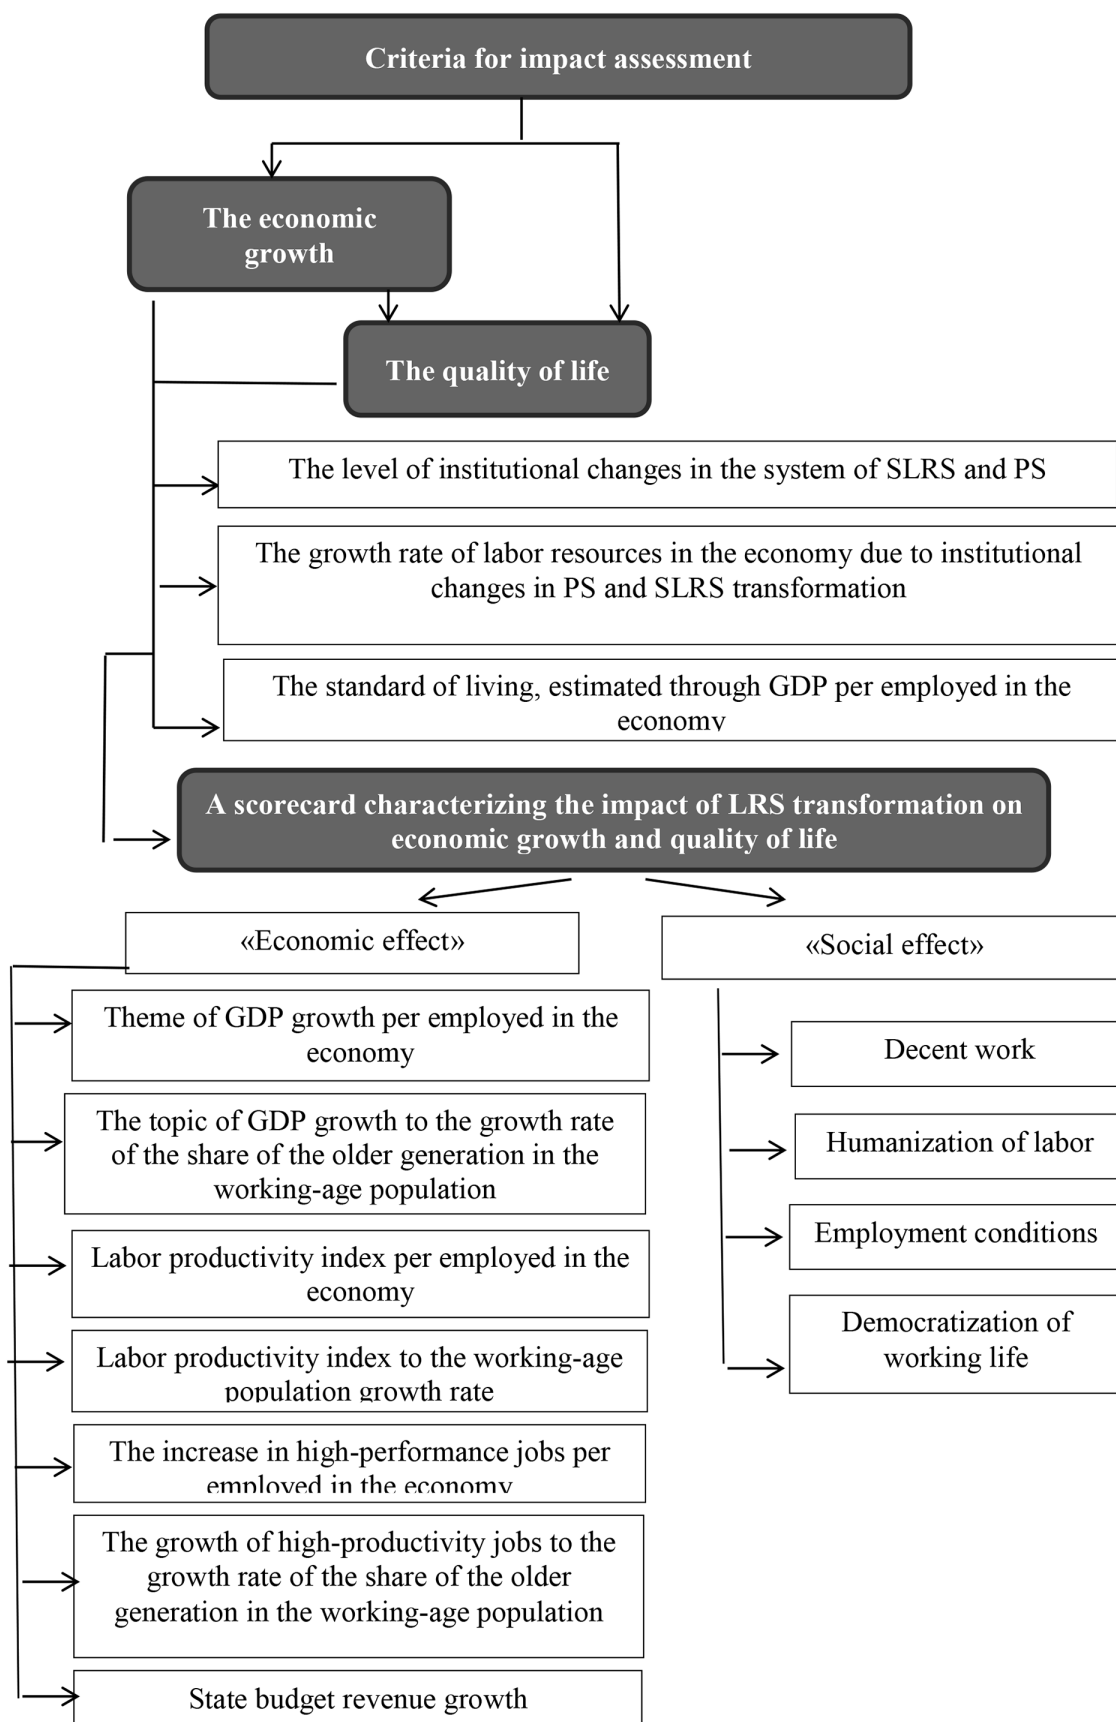 Criteria for impact assessment
The economic
growth
The quality of life
The level of institutional changes in the system of SLRS and PS
The growth rate of labor resources in the economy due to institutional
changes in PS and SLRS transformation
The standard of living, estimated through GDP per employed in the
economy
A scorecard characterizing the impact of LRS transformation on
economic growth and quality of life
«Economic effect»
Theme of GDP growth per employed in the
economy
The topic of GDP growth to the growth rate
of the share of the older generation in the
working-age population
Labor productivity index per employed in the
economy
Labor productivity index to the working-age
population growth rate
The increase in high-performance jobs per
employed in the economy
The growth of high-productivity jobs to the
growth rate of the share of the older
generation in the working-age population
State budget revenue growth
«Social effect»
Decent work
Humanization of labor
Employment conditions
Democratization of
working life